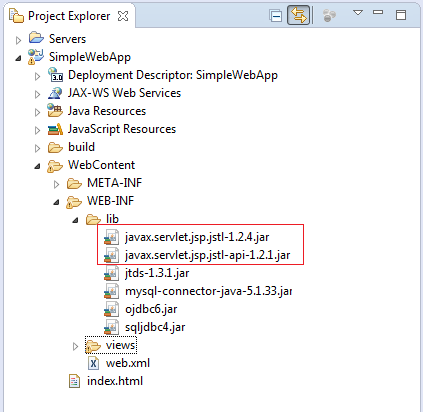 Project Explorer
Servers
SimpleWebApp
3.0 Deployment Descriptor: SimpleWebApp
JAX-WS Web Services
Java Resources
JavaScript Resources
build
WebContent
META-INF
WEB-INF
lib
javax.servlet.jsp.jstl-1.2.4.jar
javax.servlet.jsp.jstl-api-1.2.1.jar
jtds-1.3.1.jar
mysql-connector-java-5.1.33.jar
ojdbc6.jar
sqljdbc4.jar
views
web.xml
index.html